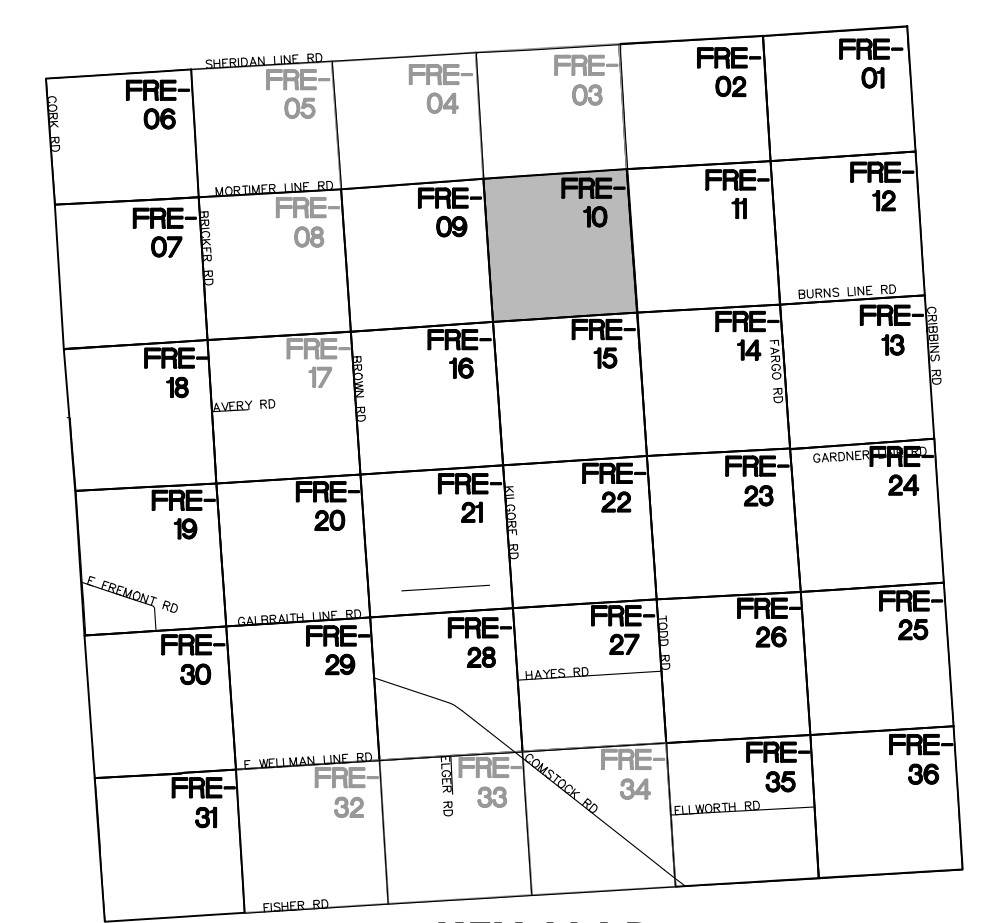 SHERIDAN LINE RD
CORK RD
FRE-
06
FRE-
05
FRE-
04
FRE-
03
FRE-
02
FRE-
01
MORTIMER LINE RD
FRE-
07
BRICKER RD
FRE-
08
FRE-
09
FRE-
10
FRE-
11
FRE-
12
BURNS LINE RD
FRE-
18
AVERY RD
FRE-
17
BROWN RD
FRE-
16
FRE-
15
FRE-
14
FARGO RD
FRE-
13
CRIBBINS RD
GARDNER LINE RD
FRE-
19
FRE-
20
FRE-
21
KILGORE RD
FRE-
22
FRE-
23
FRE-
24
E FREMONT RD
GALBRAITH LINE RD
FRE-
30
FRE-
29
FRE-
28
FRE-
27
HAYES RD
TODD RD
FRE-
26
FRE-
25
E WELLMAN LINE RD
FRE-
31
FRE-
32
ELGER RD
FRE-
33
COMSTOCK RD
FRE-
34
FRE-
35
ELLWORTH RD
FRE-
36
FISHER RD